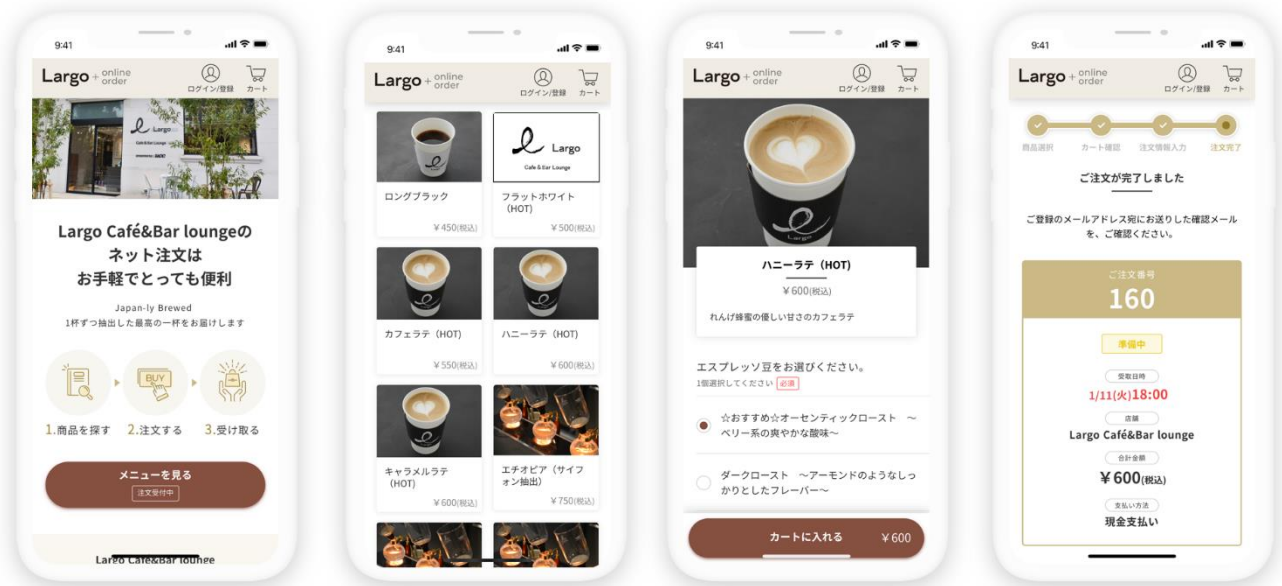 9:41
Largo + online order
ログイン/登録
カート
Largo
Cafe & Bar Lounge
Largo Café&Bar loungeの
ネット注文は
お手軽でとっても便利
Japan-ly Brewed
1杯ずつ抽出した最高の一杯をお届けします
BUY
1.商品を探す 2.注文する 3.受け取る
メニューを見る
注文受付中
Largo Café&Bar lounge
9:41
Largo + online order
ログイン/登録
カート
Largo
Largo
Cafe & Bar Lounge
ロングブラック
¥450(税込)
フラットホワイト
(HOT)
¥500(税込)
カフェラテ（HOT)
¥550(税込)
ハニーラテ（HOT)
¥600(税込)
キャラメルラテ
(HOT)
¥600(税込)
エチオピア（サイフ
ォン抽出）
¥750(税込)
9:41
Largo + online order
ログイン/登録
カート
Largo
ハニーラテ（HOT)
¥600(税込)
れんげ蜂蜜の優しい甘さのカフェラテ
エスプレッソ豆をお選びください。
1個選択してください 必須
☆おすすめ☆オーセンティックロースト ～
ベリー系の爽やかな酸味～
ダークロースト ～アーモンドのようなしっ
かりとしたフレーバー～
カートに入れる ¥600
9:41
Largo + online order
ログイン/登録
カート
商品選択 カート確認 注文情報入力 注文完了
ご注文が完了しました
ご登録のメールアドレス宛にお送りした確認メール
を、ご確認ください。
ご注文番号
160
準備中
受取日時
1/11(火)18:00
店舗
Largo Café&Bar lounge
合計金額
¥600(税込)
支払い方法
現金支払い